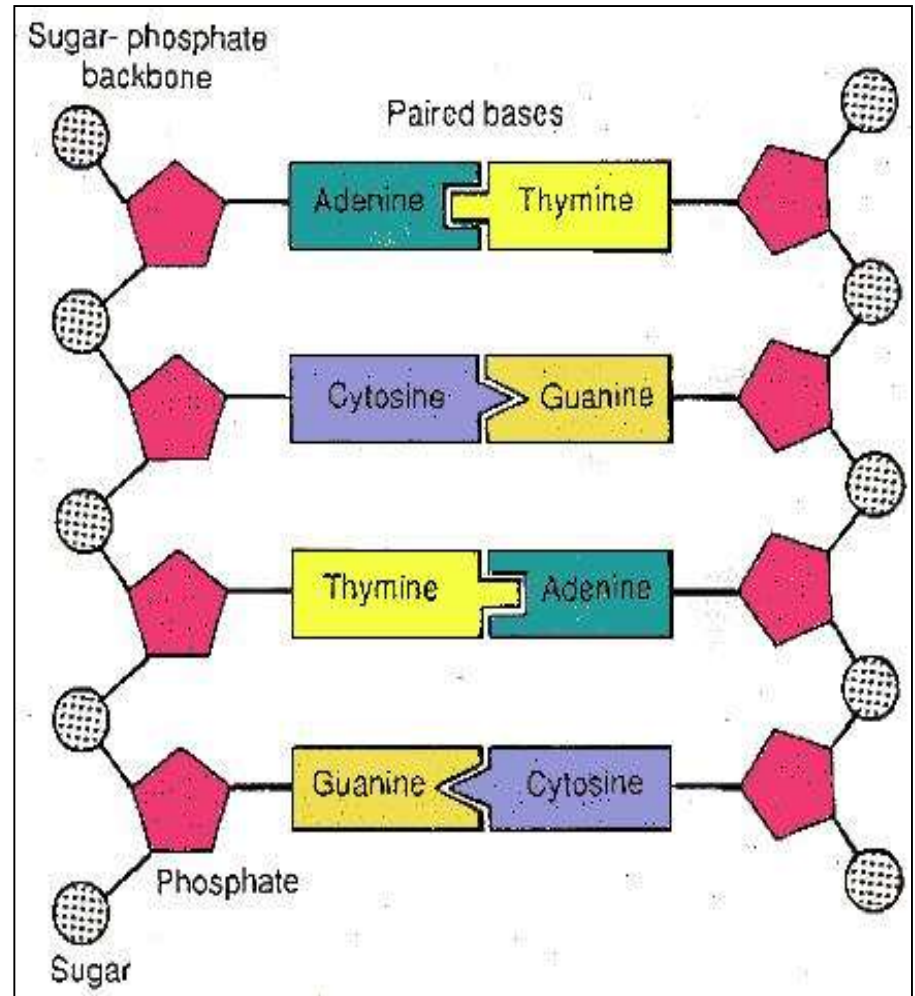 Sugar- phosphate
backbone
Paired bases
Adenine
Thymine
Cytosine
Guanine
Thymine
Adenine
Guanine
Cytosine
Phosphate
Sugar